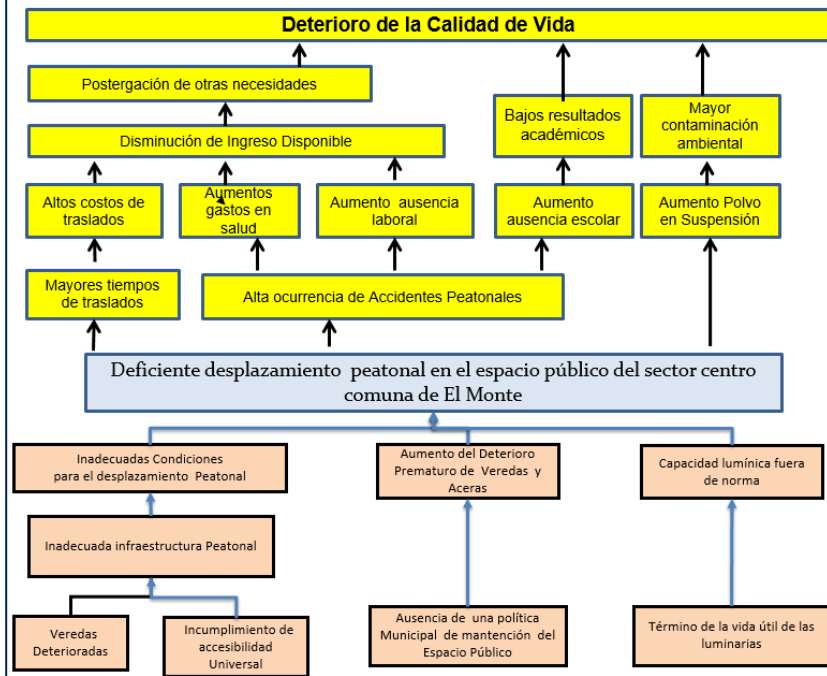 Deterioro de la Calidad de Vida
Postergación de otras necesidades
Bajos resultados
académicos
Mayor
contaminación
ambiental
Disminución de Ingreso Disponible
Altos costos de
traslados
Aumentos
gastos en
salud
Aumento ausencia
laboral
Aumento
ausencia escolar
Aumento Polvo
en Suspensión
Mayores tiempos
de traslados
Alta ocurrencia de Accidentes Peatonales
Deficiente desplazamiento peatonal en el espacio público del sector centro
comuna de El Monte
Inadecuadas Condiciones
para el desplazamiento Peatonal
Aumento del Deterioro
Prematuro de Veredas y
Aceras
Capacidad lumínica fuera
de norma
Inadecuada infraestructura Peatonal
Veredas
Deterioradas
Incumplimiento de
accesibilidad
Universal
Ausencia de una política
Municipal de mantención del
Espacio Público
Término de la vida útil de las
luminarias